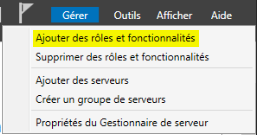 Gérer Outils Afficher Aide
Ajouter des rôles et fonctionnalités
Supprimer des rôles et fonctionnalités
Ajouter des serveurs
Créer un groupe de serveurs
Propriétés du Gestionnaire de serveur